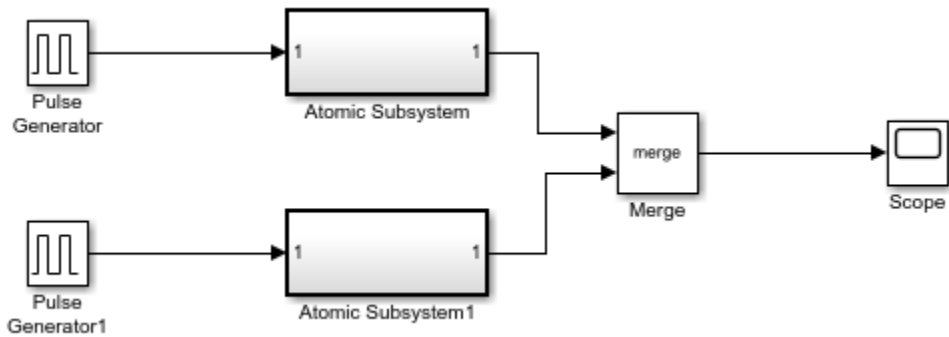 1
1
Pulse
Generator
Atomic Subsystem
merge
Merge
Scope
1
1
Pulse
Generator1
Atomic Subsystem1